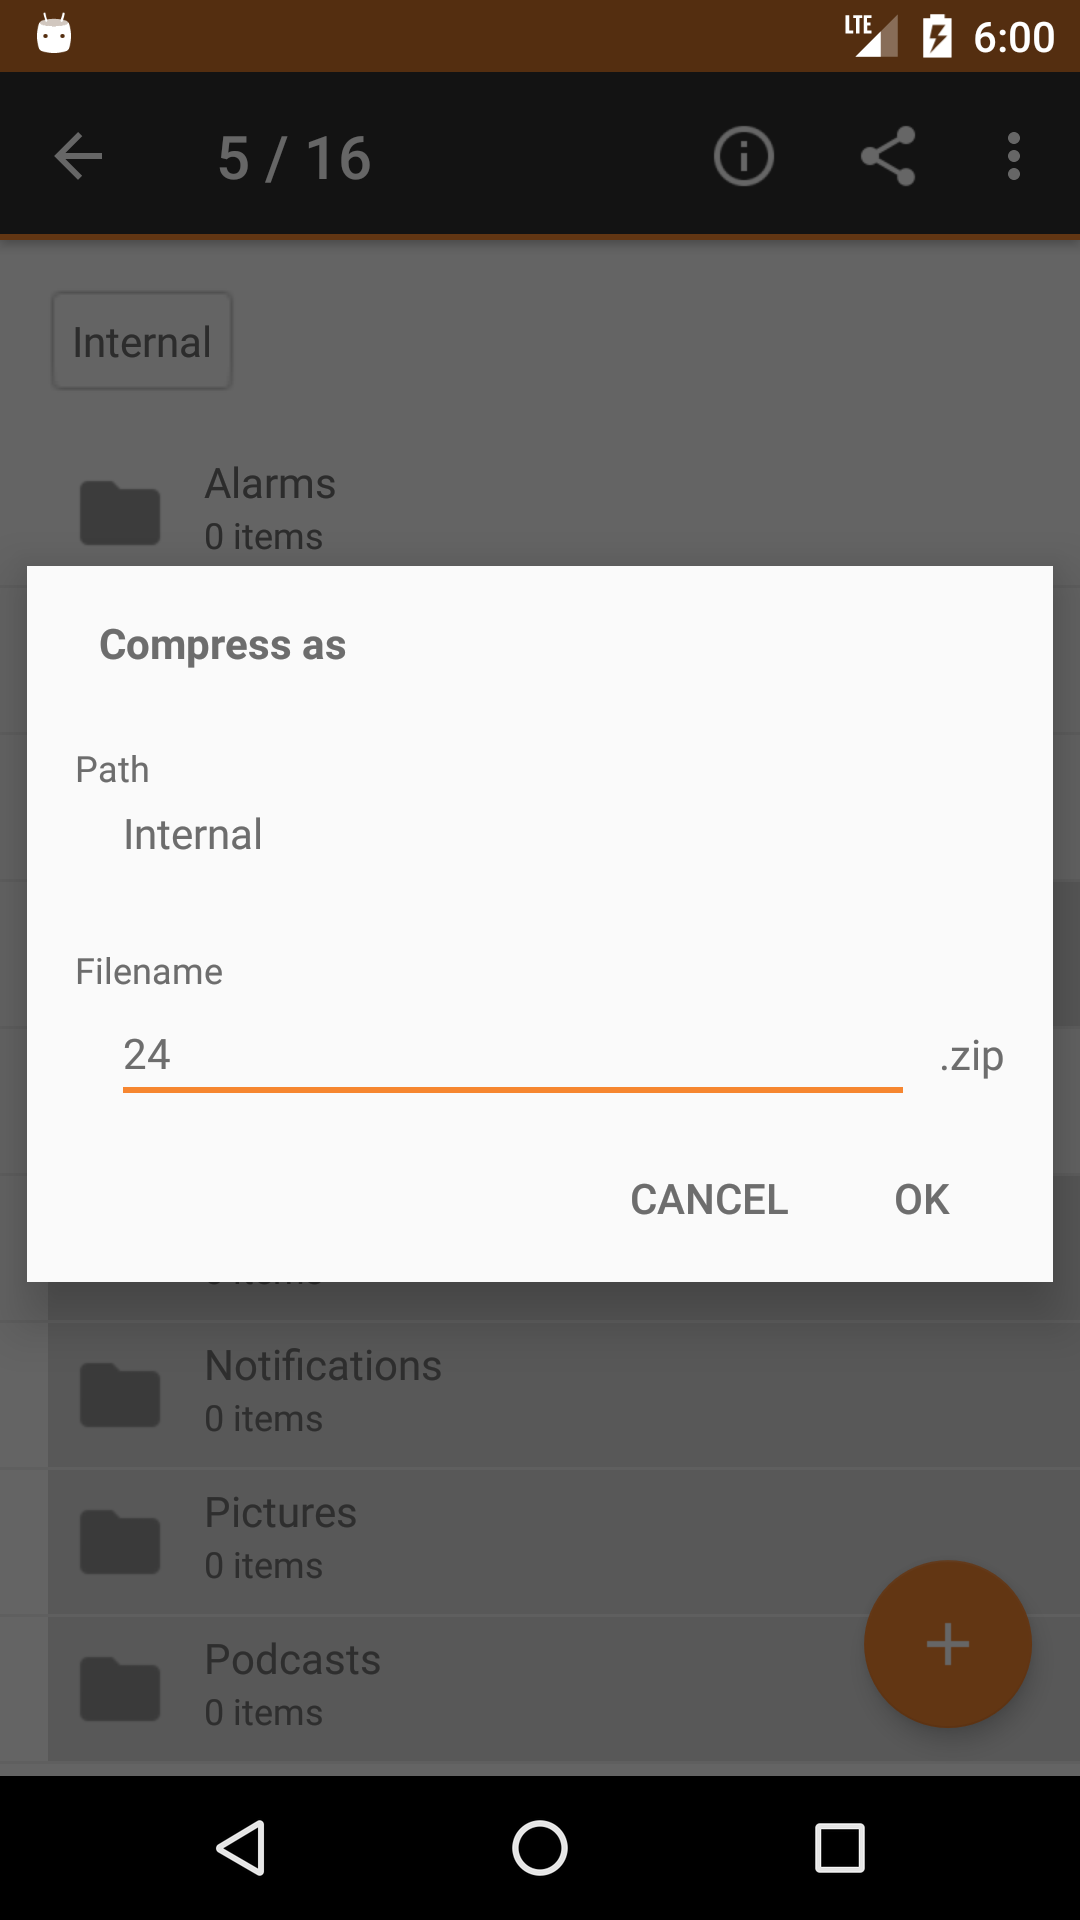 LTE 6:00
5 / 16
Internal
Alarms
0 items
Compress as
Path
Internal
Filename
24 .zip
CANCEL OK
Notifications
0 items
Pictures
0 items
Podcasts
0 items